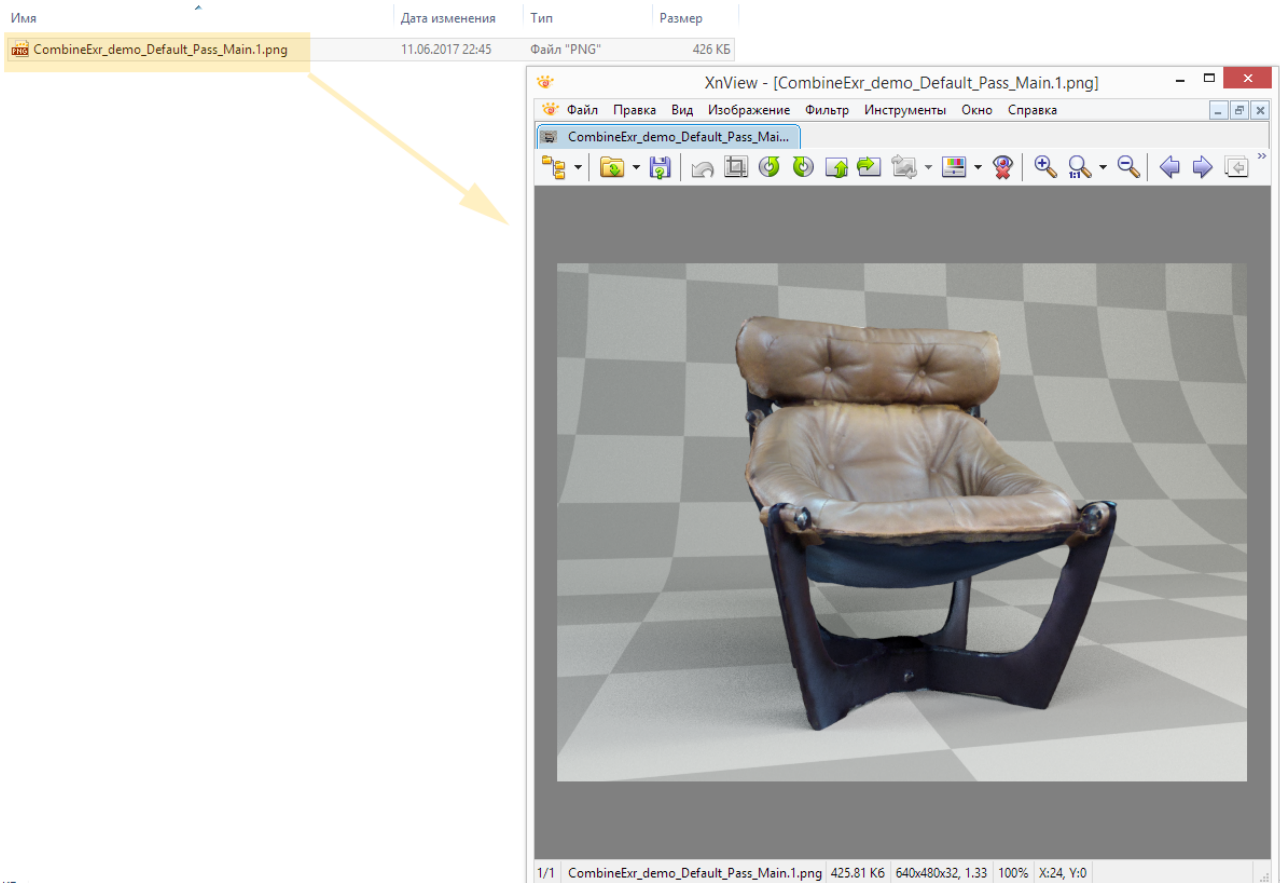 Имя Дата изменения Тип Размер
CombineExr_demo_Default_Pass_Main.1.png 11.06.2017 22:45 Файл "PNG" 426 КБ
XnView - [CombineExr_demo_Default_Pass_Main.1.png]
Файл Правка Вид Изображение Фильтр Инструменты Окно Справка
CombineExr_demo_Default_Pass_Mai...
1:1
1/1 CombineExr_demo_Default_Pass_Main.1.png 425.81 Кб 640x480x32, 1.33 100% X:24, Y:0